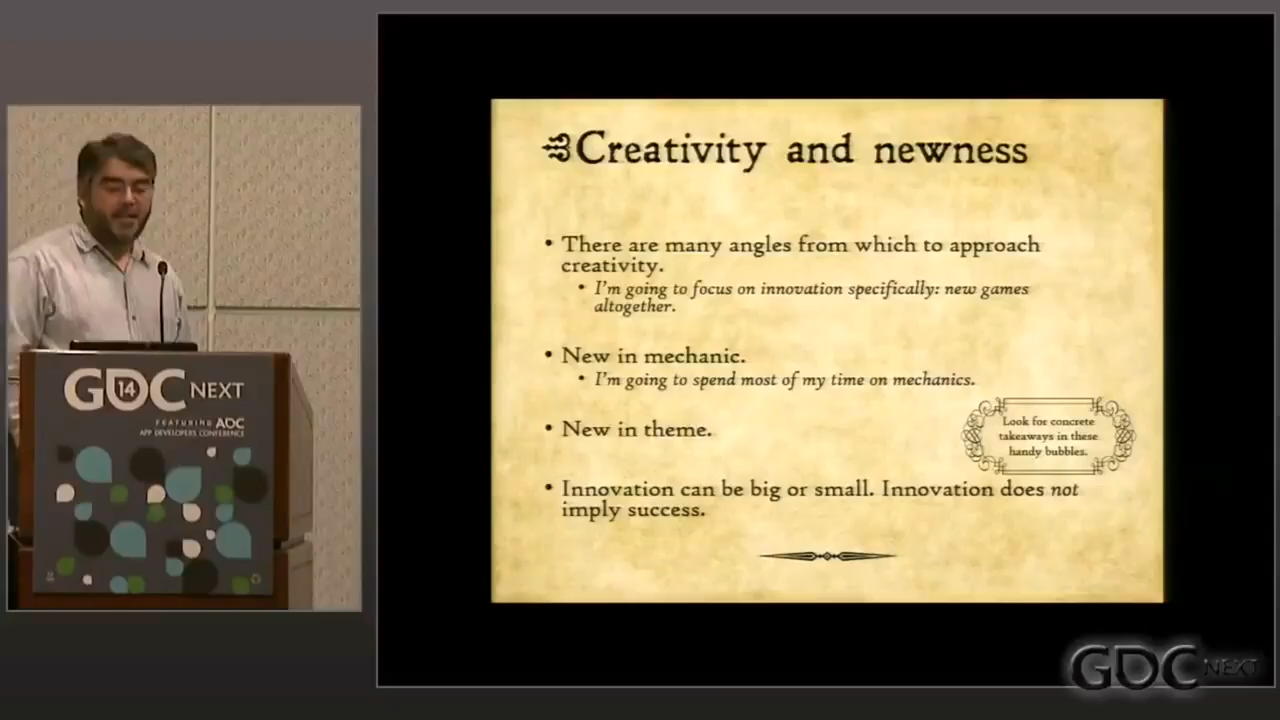 GDC 14 NEXT
FEATURING ADC
APP DEVELOPERS CONFERENCE
Creativity and newness
• There are many angles from which to approach
creativity.
• I'm going to focus on innovation specifically: new games
altogether.
• New in mechanic.
• I'm going to spend most of my time on mechanics.
Look for concrete
takeaways in these
handy bubbles.
• New in theme.
• Innovation can be big or small. Innovation does not
imply success.
GDC NEXT